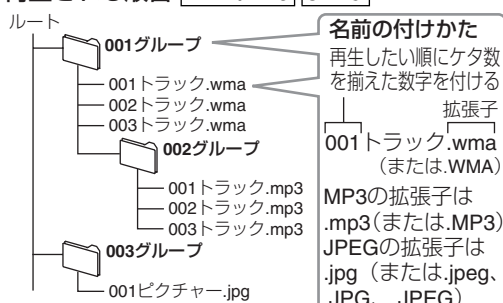 ルート
001グループ
001トラック.wma
002トラック.wma
003トラック.wma
002グループ
001トラック.mp3
002トラック.mp3
003トラック.mp3
003グループ
001ピクチャー.jpg
名前の付けかた
再生したい順にケタ数
を揃えた数字を付ける
拡張子
001トラック.wma
(または.WMA)
MP3の拡張子は
.mp3(または.MP3)
JPEGの拡張子は
.jpg(または.jpeg、
.JPG、.JPEG)